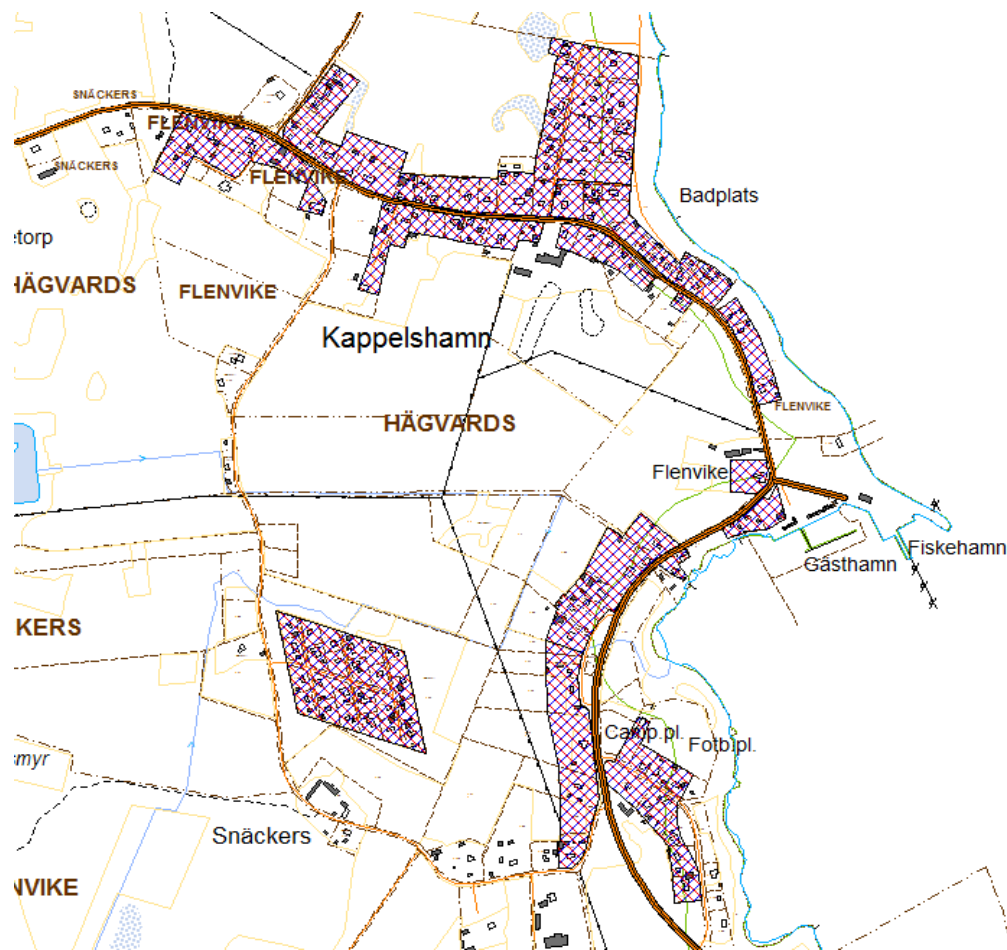 SNÄCKERS
FLENVIKE
SNÄCKERS
FLENVIKE
Badplats
etorp
HÄGVARDS
FLENVIKE
Kappelshamn
FLENVIKE
HÄGVARDS
Flenvike
Fiskehamn
Gästhamn
KERS
Camp.pl.
Fotb.pl.
smyr
Snäckers
NVIKE